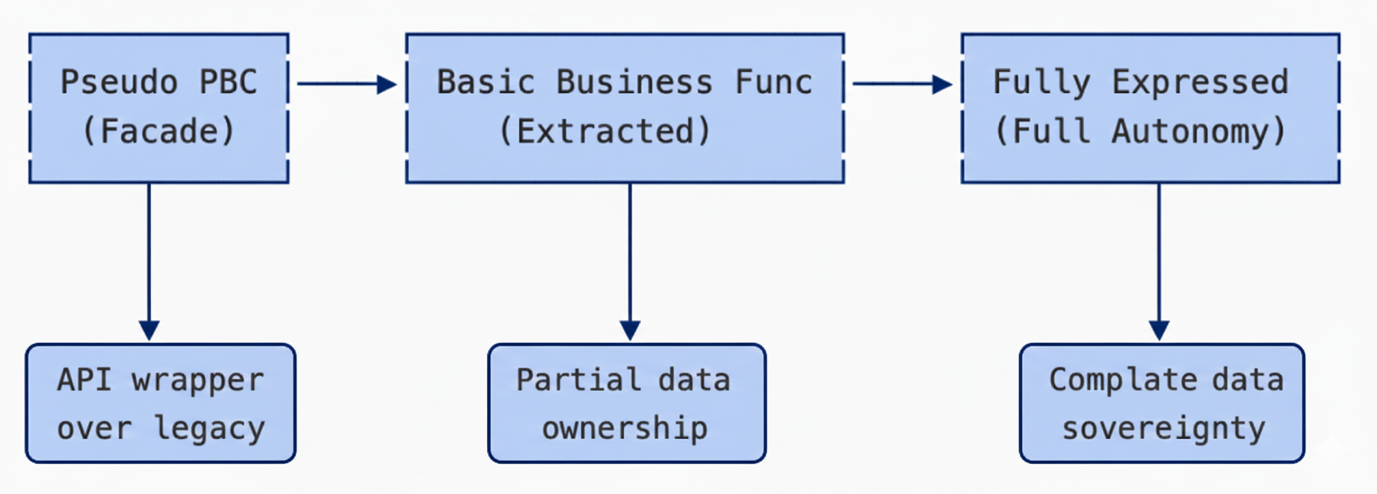 Pseudo PBC
(Facade)
Basic Business Func
(Extracted)
Fully Expressed
(Full Autonomy)
API wrapper
over legacy
Partial data
ownership
Complate data
sovereignty